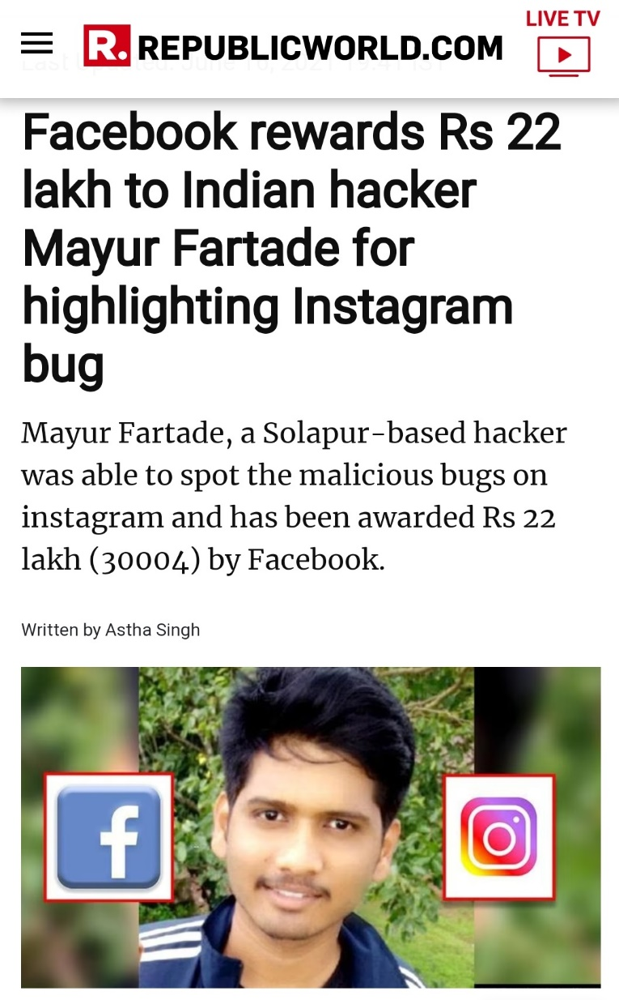 LIVE TV
R. REPUBLICWORLD.COM
Facebook rewards Rs 22
lakh to Indian hacker
Mayur Fartade for
highlighting Instagram
bug
Mayur Fartade, a Solapur-based hacker
was able to spot the malicious bugs on
instagram and has been awarded Rs 22
lakh (30004) by Facebook.
Written by Astha Singh
f